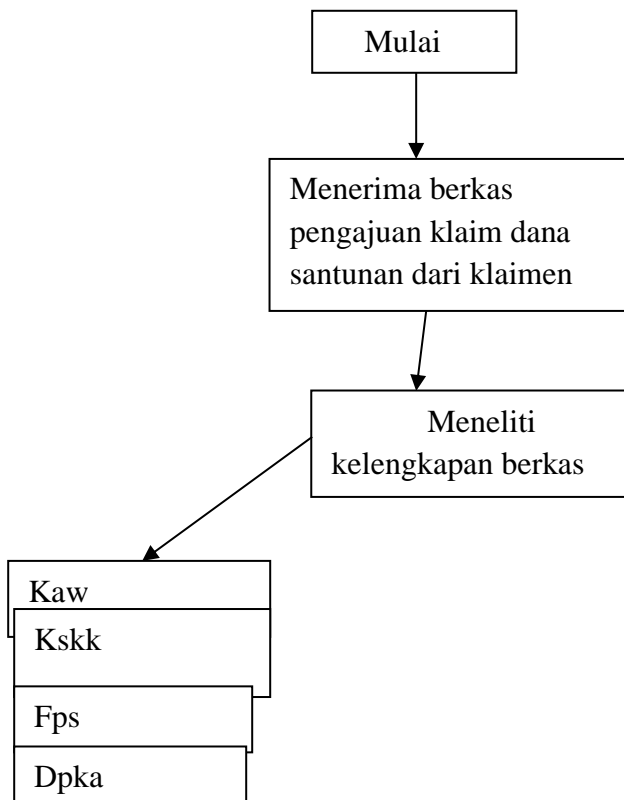 Mulai
Menerima berkas
pengajuan klaim dana
santunan dari klaimen
Meneliti
kelengkapan berkas
Kaw
Kskk
Fps
Dpka